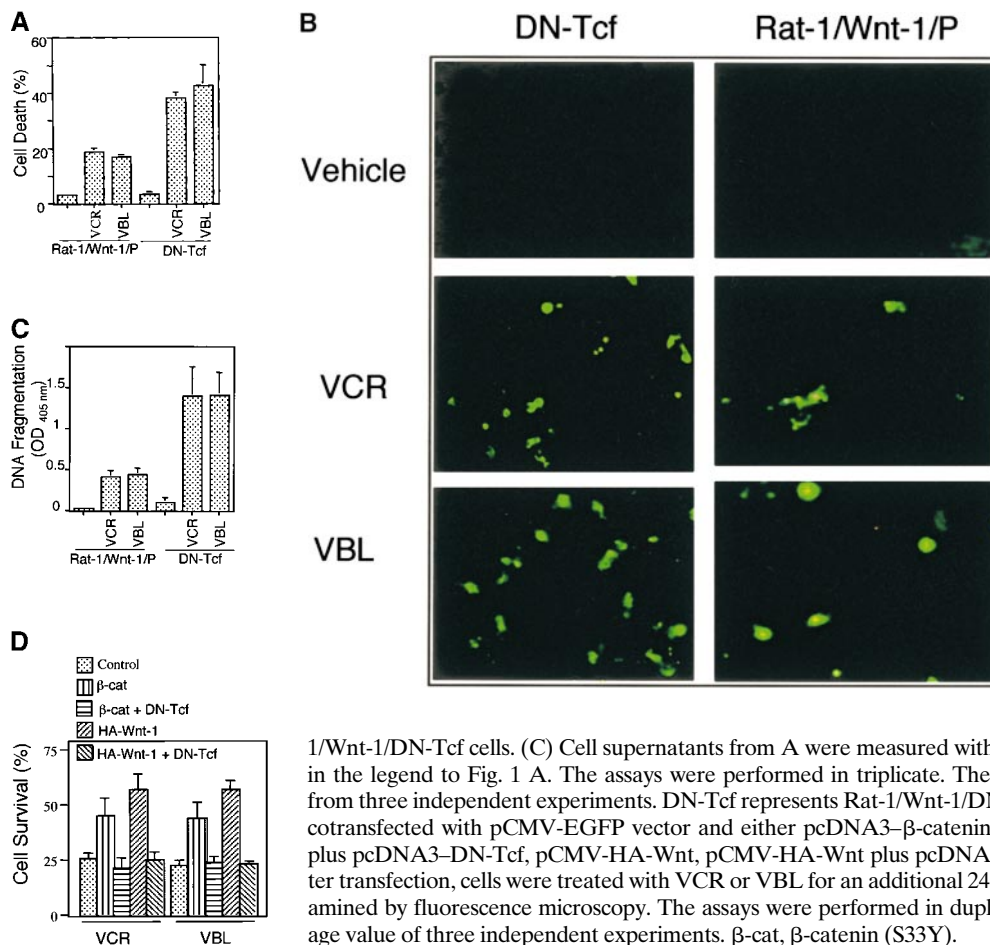 A
60
40
20
0
Cell Death (%)
VCR
VBL
VCR
VBL
Rat-1/Wnt-1/P
DN-Tcf
B
DN-Tcf
Rat-1/Wnt-1/P
Vehicle
VCR
VBL
C
1.5
1
0.5
0
DNA Fragmentation
(OD 405 nm)
VCR
VBL
VCR
VBL
Rat-1/Wnt-1/P
DN-Tcf
D
Control
β-cat
β-cat + DN-Tcf
HA-Wnt-1
HA-Wnt-1 + DN-Tcf
75
50
25
0
Cell Survival (%)
VCR
VBL
1/Wnt-1/DN-Tcf cells. (C) Cell supernatants from A were measured with
in the legend to Fig. 1 A. The assays were performed in triplicate. The
from three independent experiments. DN-Tcf represents Rat-1/Wnt-1/DN
cotransfected with pCMV-EGFP vector and either pcDNA3–β-catenin
plus pcDNA3–DN-Tcf, pCMV-HA-Wnt, pCMV-HA-Wnt plus pcDNA
ter transfection, cells were treated with VCR or VBL for an additional 24
amined by fluorescence microscopy. The assays were performed in dupl
age value of three independent experiments. β-cat, β-catenin (S33Y).